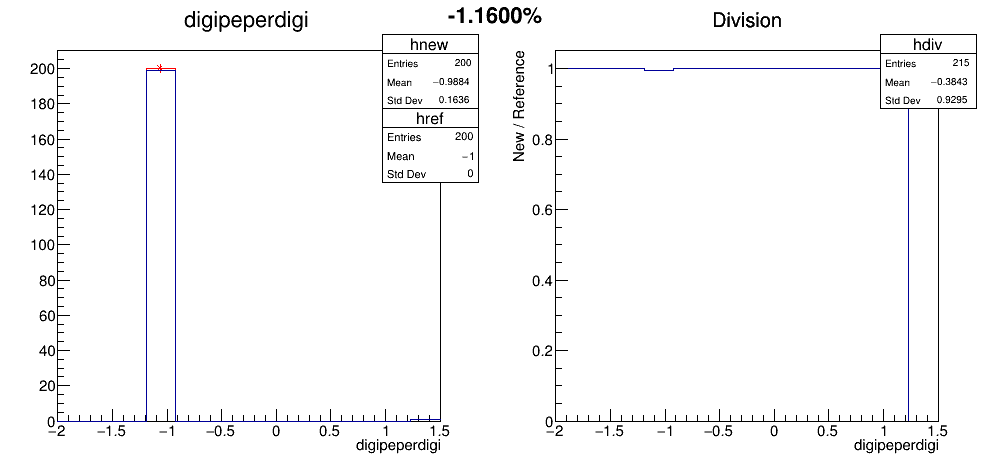 -1.1600%
digipeperdigi
hnew
Entries 200
Mean −0.9884
Std Dev 0.1636
href
Entries 200
Mean −1
Std Dev 0
200
180
160
140
120
100
80
60
40
20
0
−2 −1.5 −1 −0.5 0 0.5 1 1.5
digipeperdigi
Division
hdiv
Entries 215
Mean −0.3843
Std Dev 0.9295
New / Reference
1
0.8
0.6
0.4
0.2
0
−2 −1.5 −1 −0.5 0 0.5 1 1.5
digipeperdigi